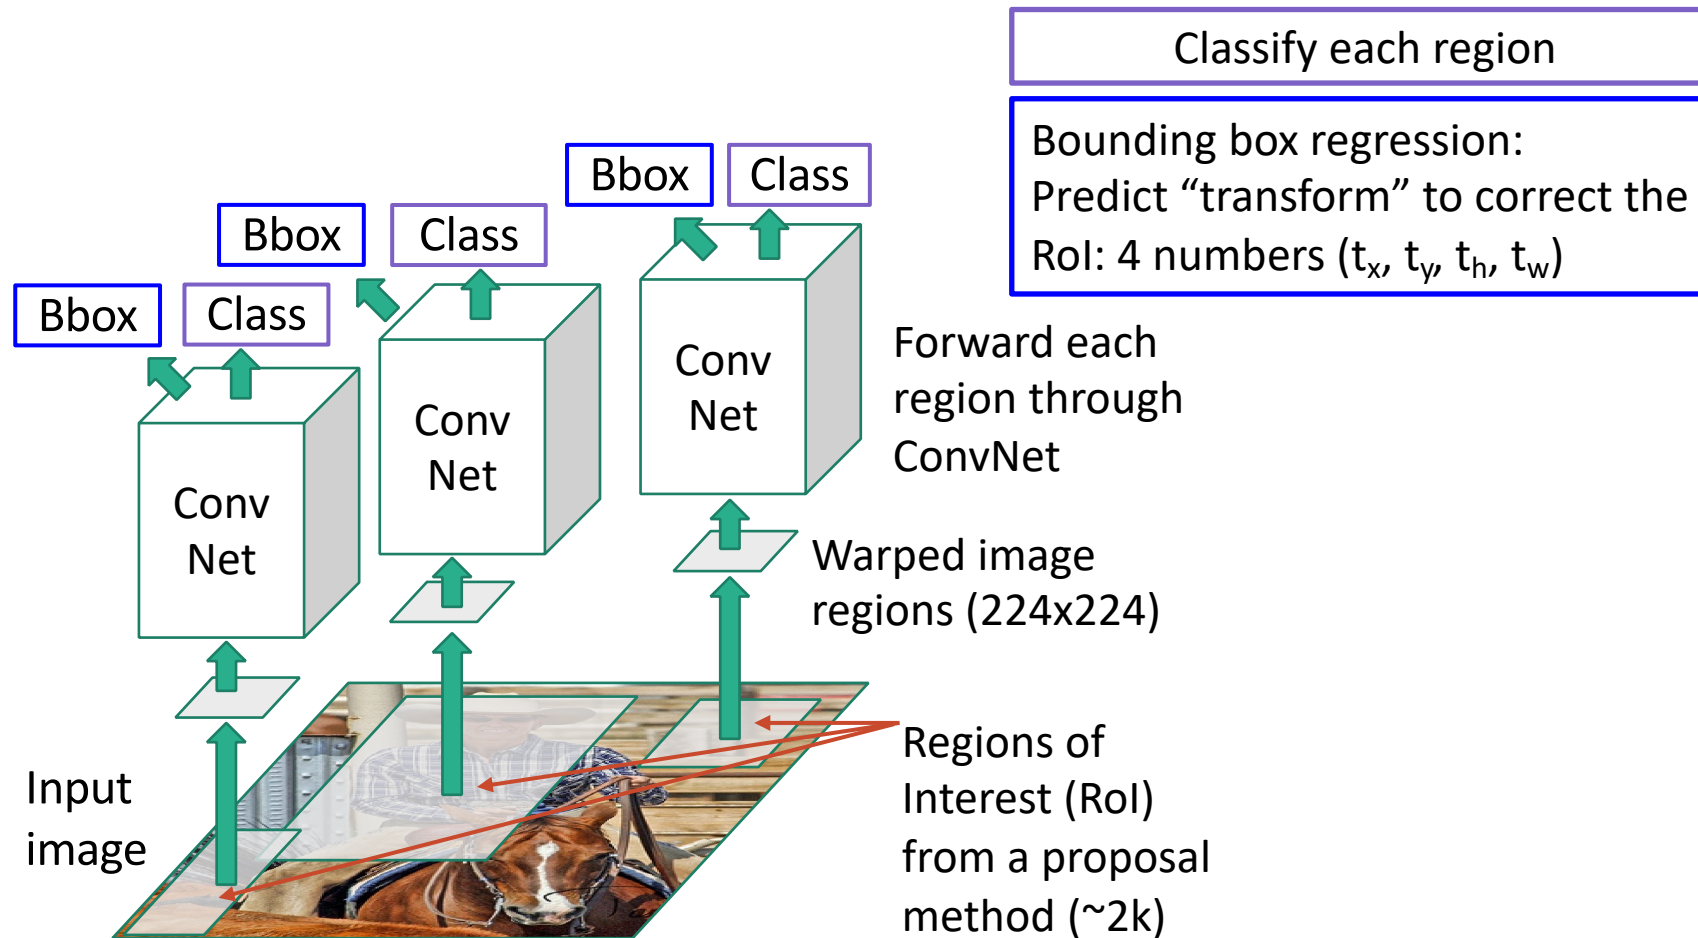 Classify each region
Bounding box regression:
Predict “transform” to correct the
RoI: 4 numbers (tx, ty, th, tw)
Bbox
Class
Bbox
Class
Bbox
Class
Conv
Net
Conv
Net
Conv
Net
Forward each
region through
ConvNet
Warped image
regions (224x224)
Input
image
Regions of
Interest (RoI)
from a proposal
method (~2k)